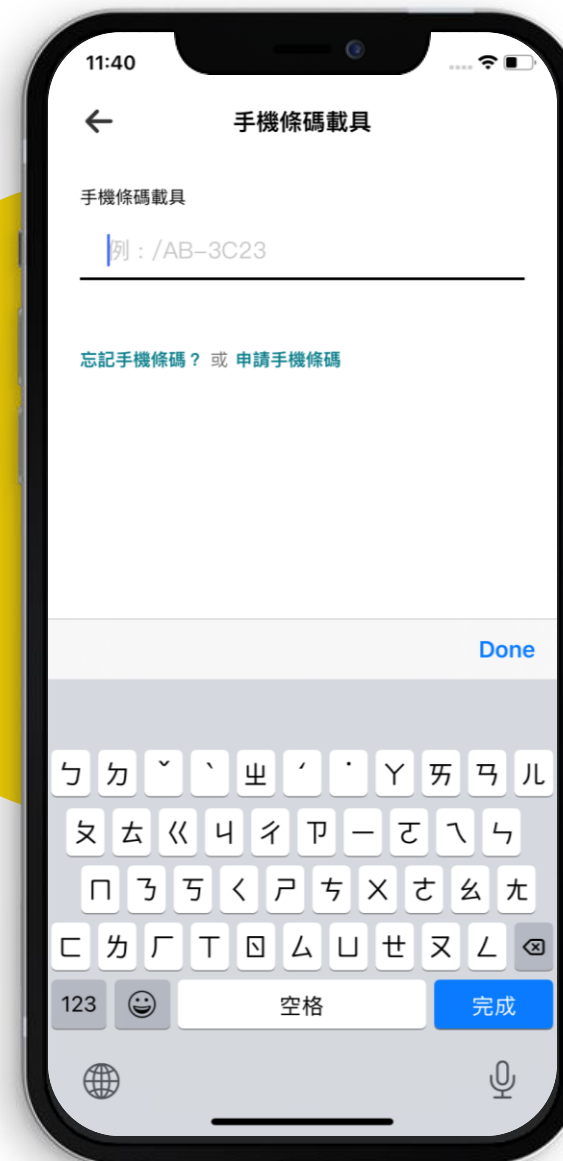 11:40
手機條碼載具
手機條碼載具
例：/AB–3C23
忘記手機條碼？ 或 申請手機條碼
Done
ㄅ ㄉ ˇ ˋ ㄓ ˊ ˙ ㄚ ㄞ ㄢ ㄦ
ㄆ ㄊ ㄍ ㄐ ㄔ ㄗ ㄧ ㄛ ㄟ ㄣ
ㄇ ㄋ ㄎ ㄑ ㄕ ㄘ ㄨ ㄜ ㄠ ㄤ
ㄈ ㄌ ㄏ ㄒ ㄖ ㄙ ㄩ ㄝ ㄡ ㄥ
123 空格 完成